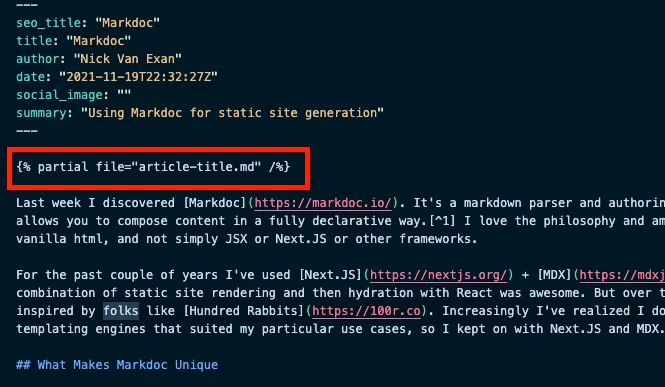 ---
seo_title: "Markdoc"
title: "Markdoc"
author: "Nick Van Exan"
date: "2021-11-19T22:32:27Z"
social_image: ""
summary: "Using Markdoc for static site generation"
---
{% partial file="article-title.md" /%}
Last week I discovered [Markdoc](https://markdoc.io/). It's a markdown parser and authorin
allows you to compose content in a fully declarative way.[^1] I love the philosophy and am
vanilla html, and not simply JSX or Next.JS or other frameworks.
For the past couple of years I've used [Next.JS](https://nextjs.org/) + [MDX](https://mdxj
combination of static site rendering and then hydration with React was awesome. But over t
inspired by folks like [Hundred Rabbits](https://100r.co). Increasingly I've realized I do
templating engines that suited my particular use cases, so I kept on with Next.JS and MDX.
## What Makes Markdoc Unique